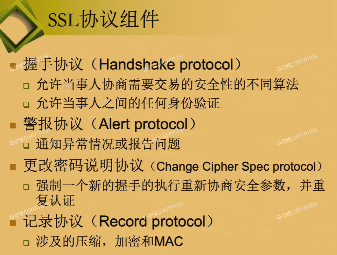 SSL协议组件
握手协议（Handshake protocol）
允许当事人协商需要交易的安全性的不同算法
允许当事人之间的任何身份验证
警报协议（Alert protocol）
通知异常情况或报告问题
更改密码说明协议（Change Cipher Spec protocol）
强制一个新的握手的执行重新协商安全参数，并重
复认证
记录协议（Record protocol）
涉及的压缩，加密和MAC